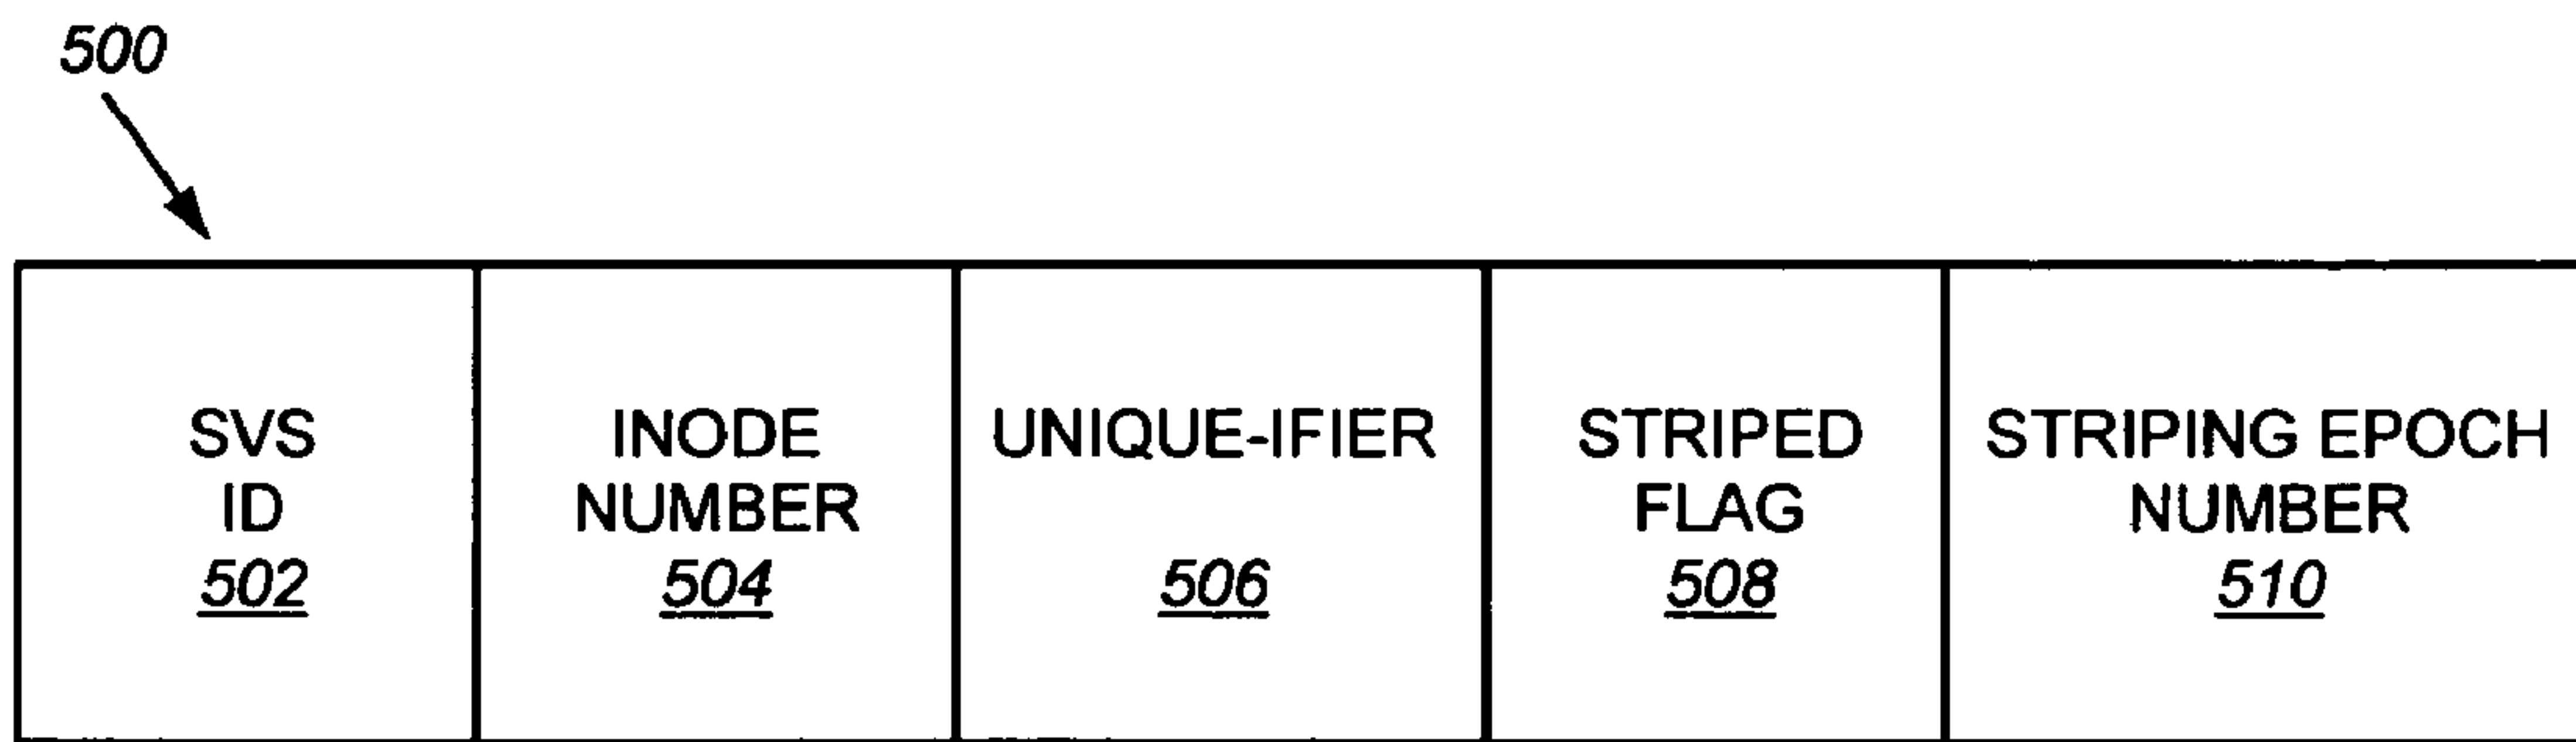 500
SVS
ID
502
INODE
NUMBER
504
UNIQUE-IFIER
506
STRIPED
FLAG
508
STRIPING EPOCH
NUMBER
510